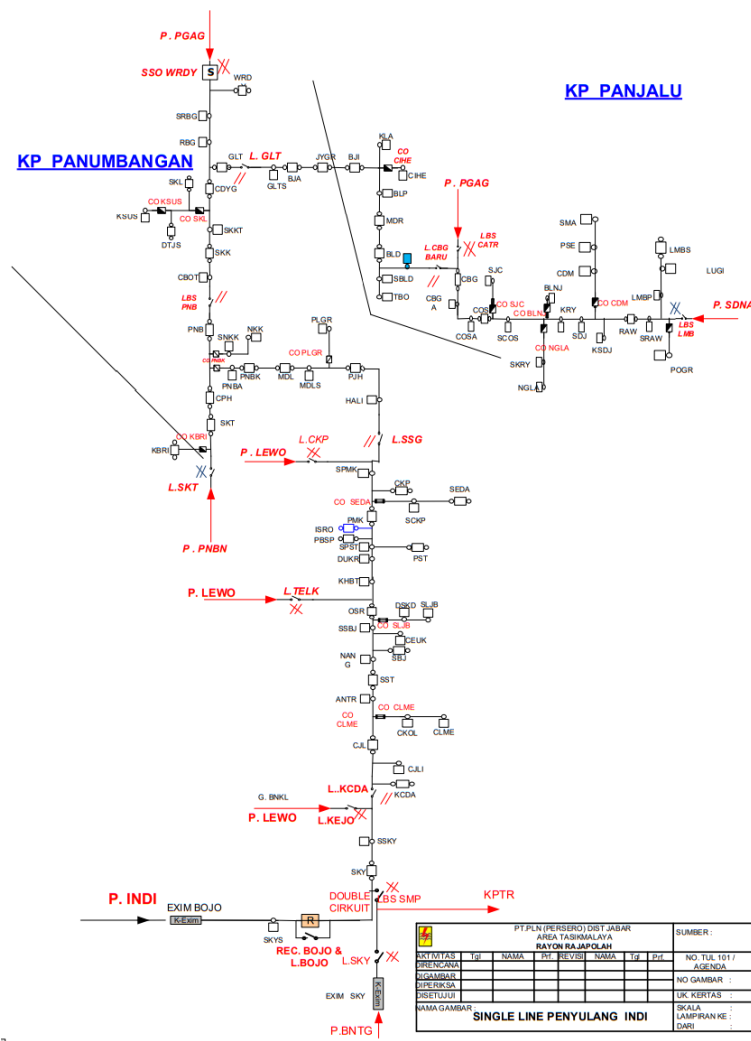 P. PGAG
SSO WRDY
S
WRD
SRBG
RBG
KP PANUMBANGAN
KP PANJALU
GLT
L. GLT
GLTS
BJA
JYGR
BJI
KLA
CO
CIHE
CIHE
BLP
MDR
BLD
SBLD
TBO
L.CBG
BARU
P. PGAG
LBS
CATR
CBG
CBG
A
SKL
CDYG
CO KSUS
KSUS
CO SKL
DTJS
SKKT
SKK
CBOT
LBS
PNB
PNB
SNKK
NKK
CO PNBK
PNBA
PNBK
MDL
MDLS
PLGR
CO PLGR
PJH
CPH
SKT
CO KBRI
KBRI
L.SKT
P. PNBN
SJC
CO SJC
COS
COSA
SCOS
BLNJ
CO BLNJ
CO NGLA
SKRY
NGLA
KRY
SDJ
SMA
PSE
CDM
CO CDM
KSDJ
RAW
LMBS
LMBP
SRAW
LUGI
P. SDNA
LBS
LMB
POGR
HALI
L.SSG
L.CKP
P. LEWO
SPMK
CKP
CO SEDA
SEDA
SCKP
PMK
ISRO
PBSP
SPST
PST
DUKR
KHBT
P. LEWO
L.TELK
OSR
DSKD
SLJB
CO SLJB
SSBJ
CEUK
SBJ
NAN
G
SST
ANTR
CO CLME
CO
CLME
CKOL
CLME
CJL
CJLI
L..KCDA
KCDA
G. BNKL
P. LEWO
L.KEJO
SSKY
SKY
DOUBLE
CIRKUIT
LBS SMP
KPTR
P. INDI
EXIM BOJO
K-Exim
SKYS
R
REC. BOJO &
L.BOJO
L.SKY
EXIM SKY
K-Exim
P.BNTG
PT.PLN (PERSERO) DIST JABAR
AREA TASIKMALAYA
RAYON RAJAPOLAH
SUMBER :
AKTIVITAS Tgl NAMA Prf. REVISI NAMA Tgl Prf.
DIRENCANA
DIGAMBAR
DIPERIKSA
DISETUJUI
NO. TUL 101 /
AGENDA
NO GAMBAR :
UK. KERTAS :
NAMA GAMBAR :
SINGLE LINE PENYULANG INDI
SKALA :
LAMPIRAN KE :
DARI :